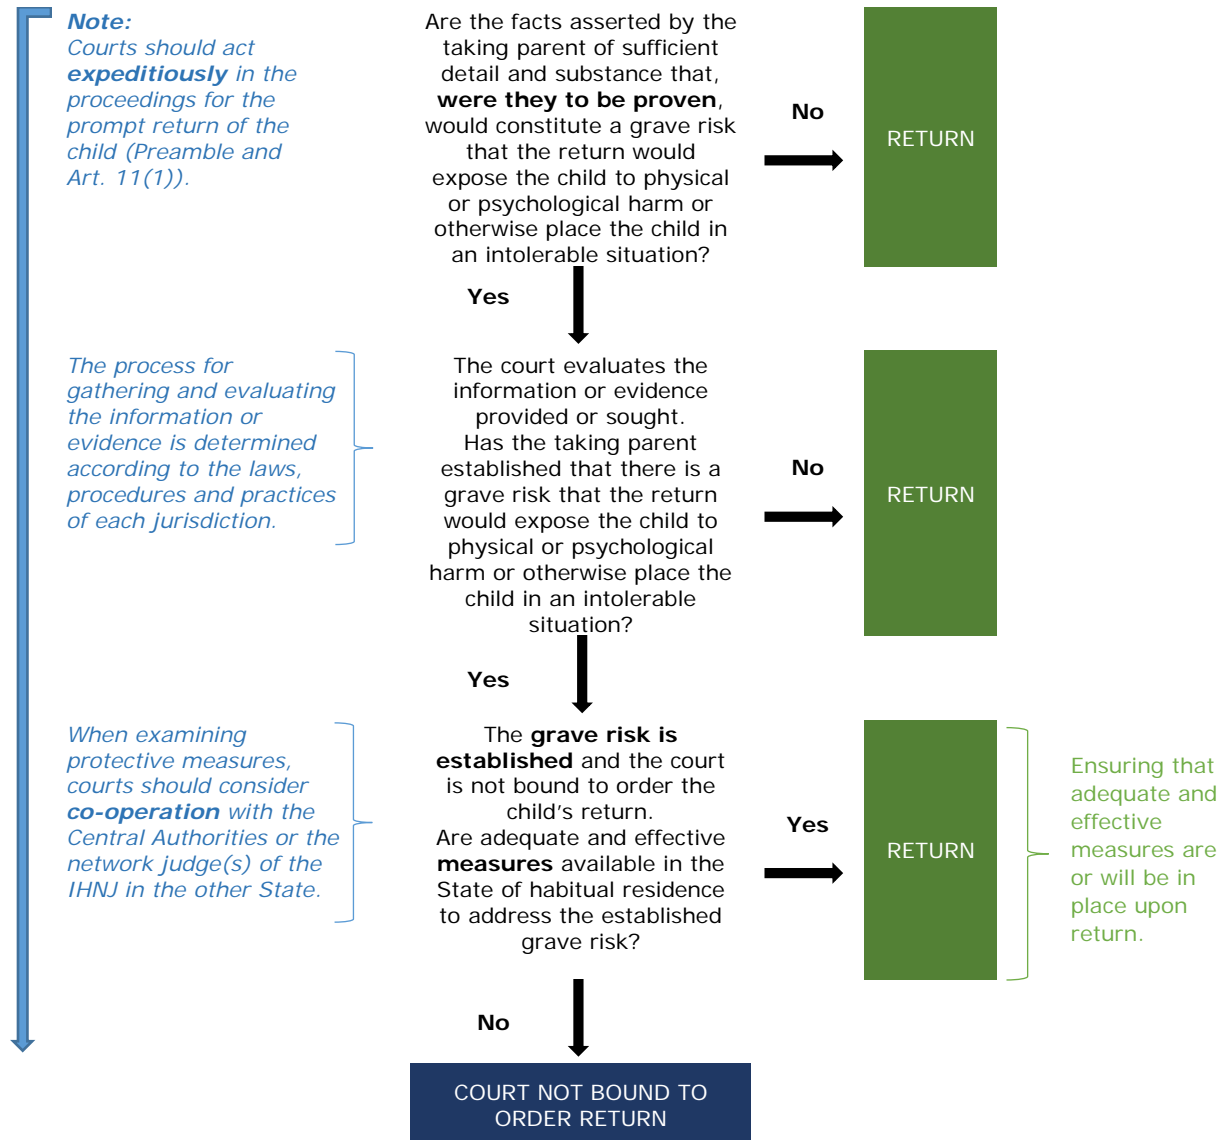 Note:
Courts should act
expeditiously in the
proceedings for the
prompt return of the
child (Preamble and
Art. 11(1)).
Are the facts asserted by the
taking parent of sufficient
detail and substance that,
were they to be proven,
would constitute a grave risk
that the return would
expose the child to physical
or psychological harm or
otherwise place the child in
an intolerable situation?
No
RETURN
Yes
The process for
gathering and evaluating
the information or
evidence is determined
according to the laws,
procedures and practices
of each jurisdiction.
The court evaluates the
information or evidence
provided or sought.
Has the taking parent
established that there is a
grave risk that the return
would expose the child to
physical or psychological
harm or otherwise place the
child in an intolerable
situation?
No
RETURN
Yes
When examining
protective measures,
courts should consider
co-operation with the
Central Authorities or the
network judge(s) of the
IHNJ in the other State.
The grave risk is
established and the court
is not bound to order the
child's return.
Are adequate and effective
measures available in the
State of habitual residence
to address the established
grave risk?
Yes
RETURN
Ensuring that
adequate and
effective
measures are
or will be in
place upon
return.
No
COURT NOT BOUND TO
ORDER RETURN